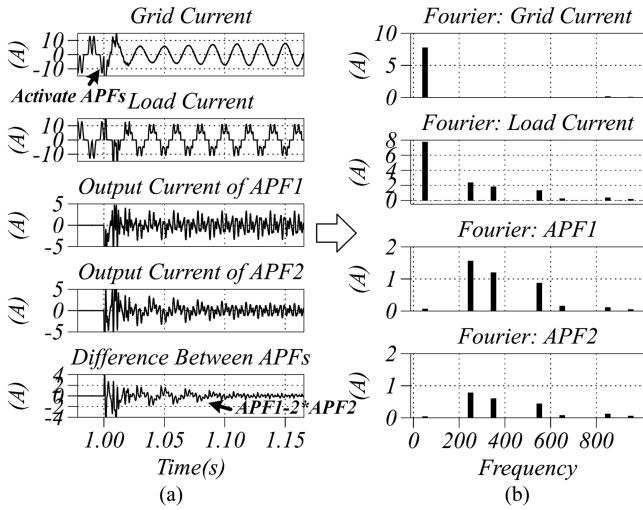 Grid Current
(A)
10
0
-10
Activate APFs
Load Current
(A)
10
0
-10
Output Current of APF1
(A)
5
0
-5
Output Current of APF2
(A)
5
0
-5
Difference Between APFs
(A)
4
2
0
-2
-4
APF1-2*APF2
1.00
1.05
1.10
1.15
Time(s)
(a)
Fourier: Grid Current
(A)
10
5
0
Fourier: Load Current
(A)
8
6
4
2
0
Fourier: APF1
(A)
2
1
0
Fourier: APF2
(A)
2
1
0
0
200
400
600
800
Frequency
(b)